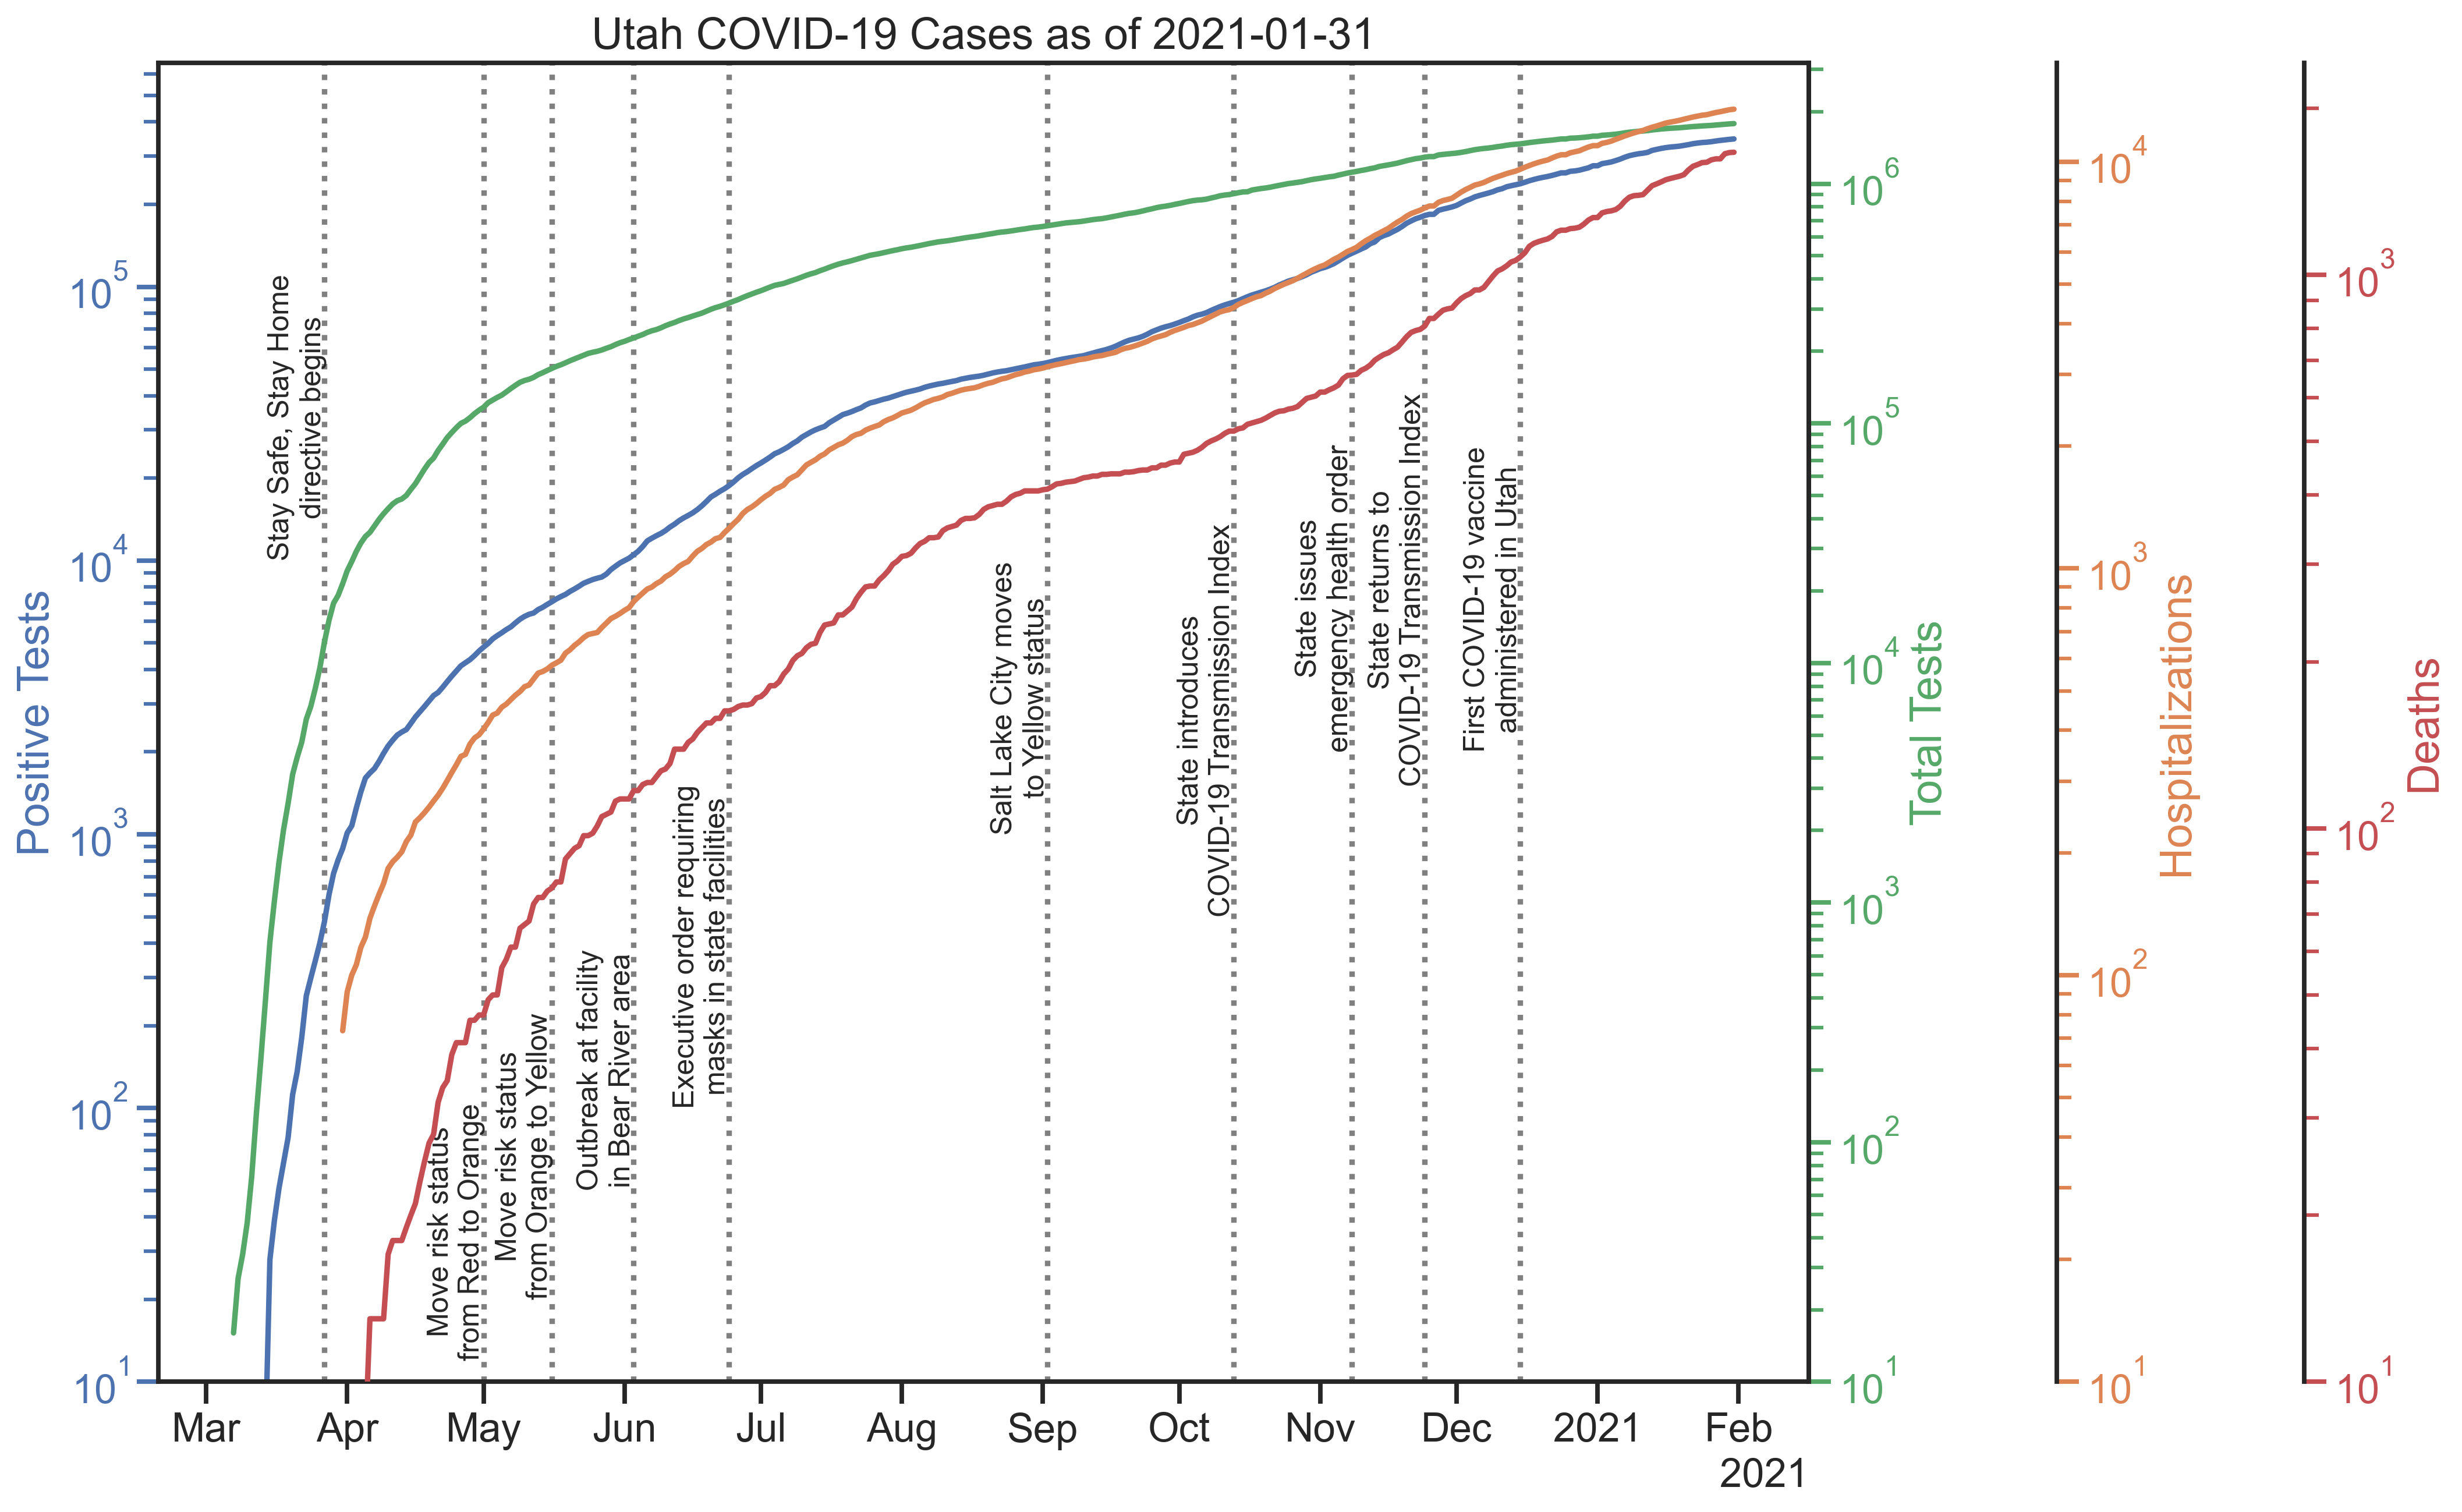 Utah COVID-19 Cases as of 2021-01-31
Positive Tests
10^5
10^4
10^3
10^2
10^1
Stay Safe, Stay Home
directive begins
Move risk status
from Red to Orange
Move risk status
from Orange to Yellow
Outbreak at facility
in Bear River area
Executive order requiring
masks in state facilities
Salt Lake City moves
to Yellow status
State introduces
COVID-19 Transmission Index
State issues
emergency health order
State returns to
COVID-19 Transmission Index
First COVID-19 vaccine
administered in Utah
10^6
10^5
10^4
10^3
10^2
10^1
Total Tests
10^4
10^3
10^2
10^1
Hospitalizations
10^3
10^2
10^1
Deaths
Mar Apr May Jun Jul Aug Sep Oct Nov Dec 2021 Feb
2021